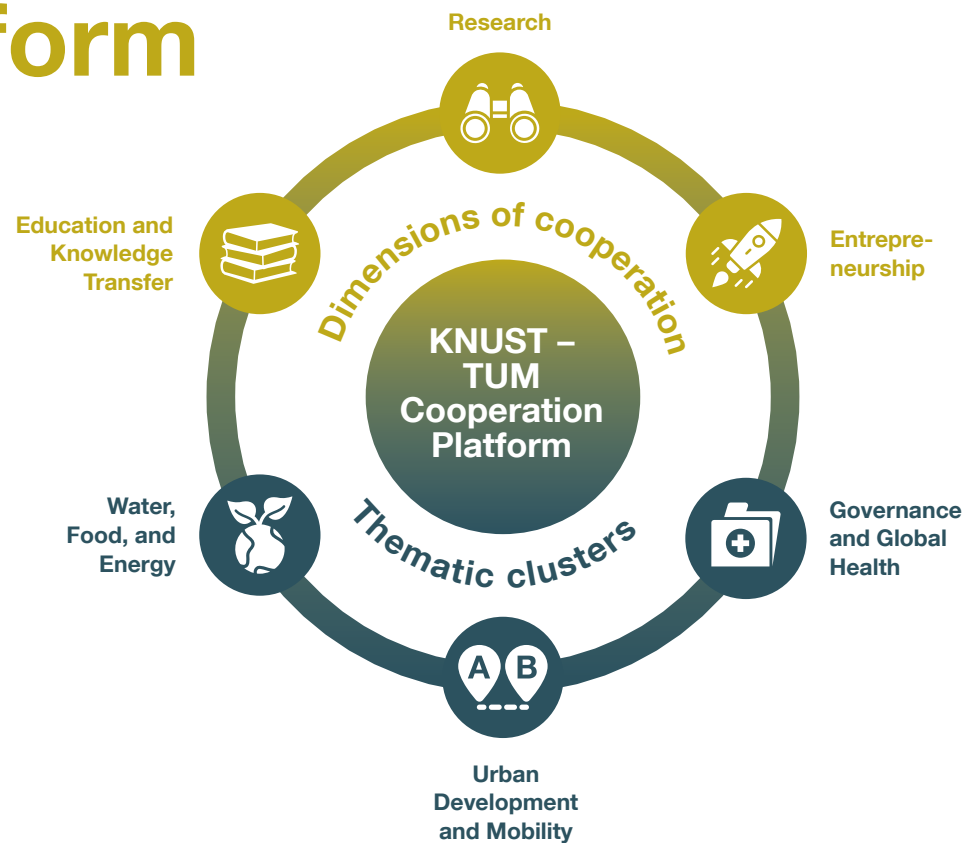 form
Research
Education and
Knowledge
Transfer
Dimensions of cooperation
Entrepre-
neurship
KNUST –
TUM
Cooperation
Platform
Water,
Food, and
Energy
Thematic clusters
Governance
and Global
Health
A B
Urban
Development
and Mobility